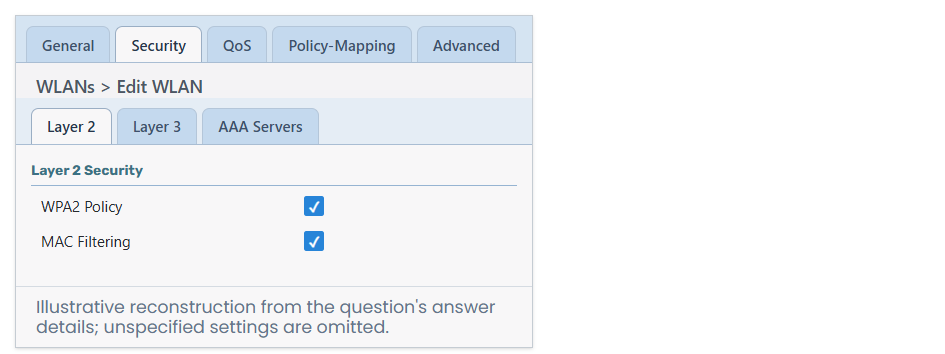 General Security QoS Policy-Mapping Advanced
WLANs > Edit WLAN
Layer 2 Layer 3 AAA Servers
Layer 2 Security
WPA2 Policy
MAC Filtering
Illustrative reconstruction from the question's answer
details; unspecified settings are omitted.